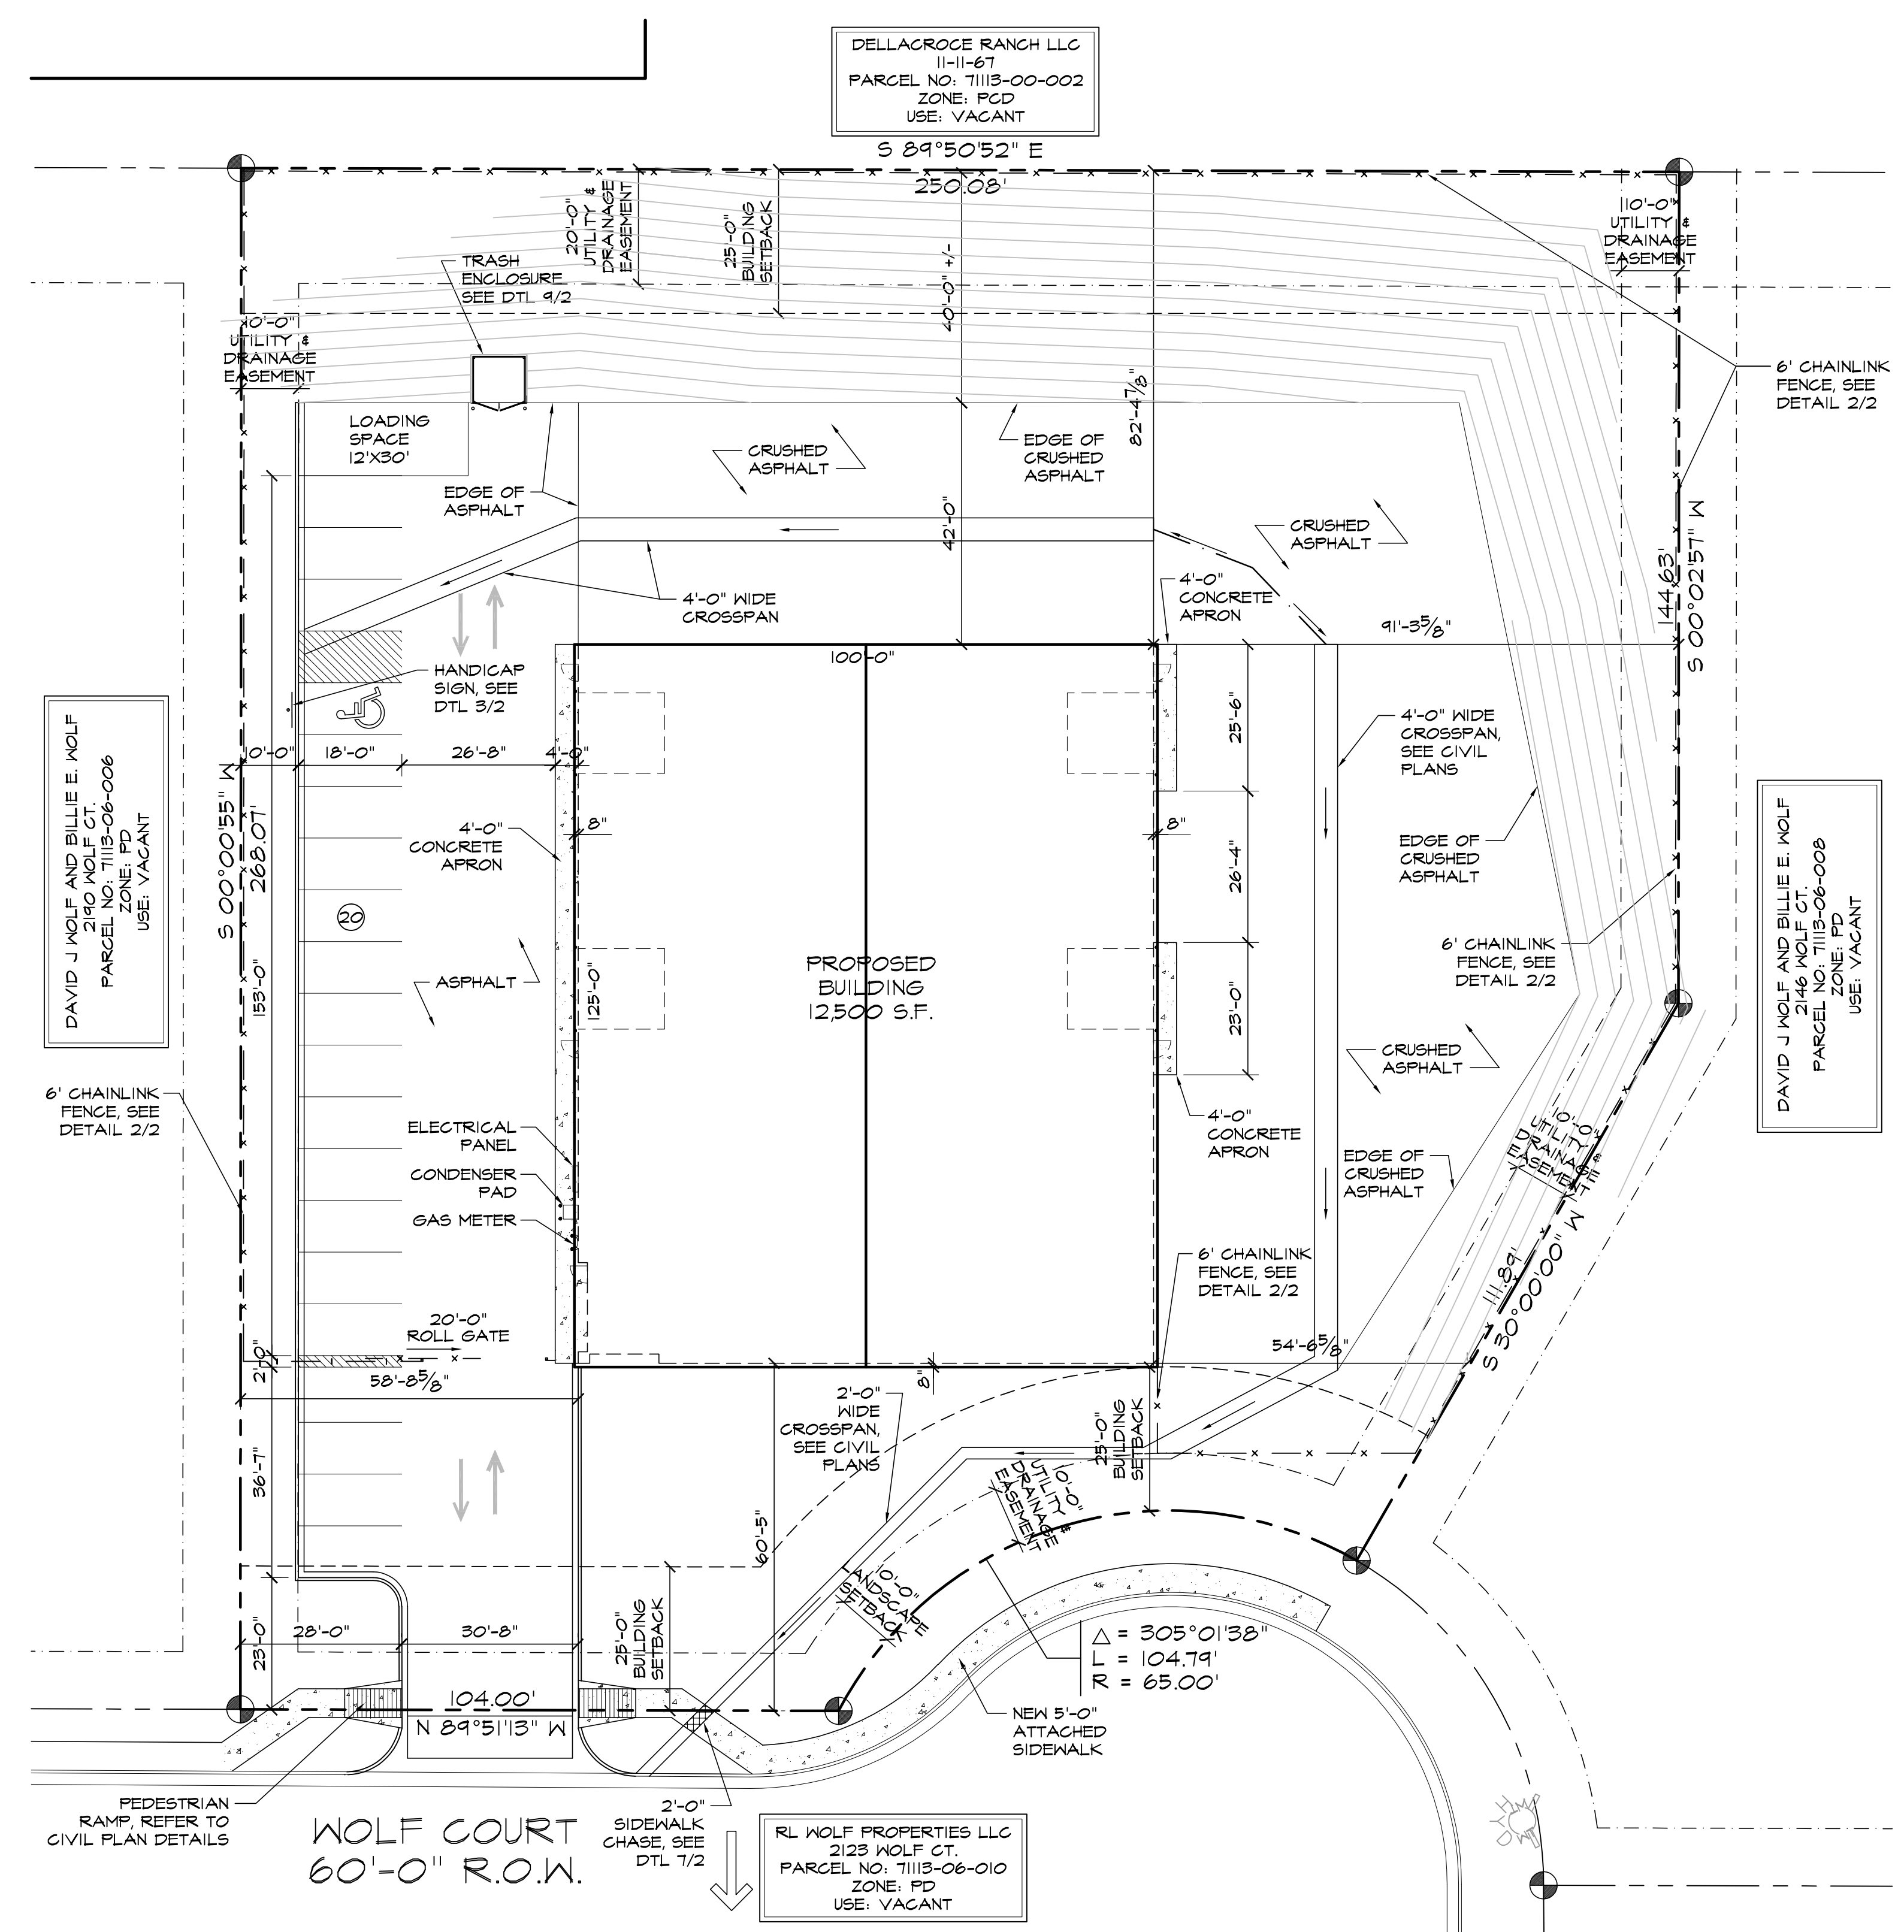 DELLACROCE RANCH LLC
11-11-67
PARCEL NO: 71113-00-002
ZONE: PCD
USE: VACANT
S 89°50'52" E
250.08'
20'-0"
UTILITY &
DRAINAGE
EASEMENT
25'-0"
BUILDING
SETBACK
40'-0" +/-
10'-0"
UTILITY &
DRAINAGE
EASEMENT
TRASH
ENCLOSURE
SEE DTL 9/2
10'-0"
UTILITY &
DRAINAGE
EASEMENT
6' CHAINLINK
FENCE, SEE
DETAIL 2/2
82'-4 7/8"
LOADING
SPACE
12'X30'
CRUSHED
ASPHALT
EDGE OF
CRUSHED
ASPHALT
EDGE OF
ASPHALT
42'-0"
CRUSHED
ASPHALT
144.63'
S 00°02'57" W
4'-0" WIDE
CROSSPAN
4'-0"
CONCRETE
APRON
91'-3 5/8"
100'-0"
HANDICAP
SIGN, SEE
DTL 3/2
25'-6"
4'-0" WIDE
CROSSPAN,
SEE CIVIL
PLANS
10'-0"
18'-0"
26'-8"
4'-0"
DAVID J WOLF AND BILLIE E. WOLF
2190 WOLF CT.
PARCEL NO: 71113-06-006
ZONE: PD
USE: VACANT
S 00°00'55" W
268.07'
4'-0"
CONCRETE
APRON
8"
8"
26'-4"
EDGE OF
CRUSHED
ASPHALT
DAVID J WOLF AND BILLIE E. WOLF
2146 WOLF CT.
PARCEL NO: 71113-06-008
ZONE: PD
USE: VACANT
20
153'-0"
ASPHALT
125'-0"
PROPOSED
BUILDING
12,500 S.F.
23'-0"
6' CHAINLINK
FENCE, SEE
DETAIL 2/2
CRUSHED
ASPHALT
6' CHAINLINK
FENCE, SEE
DETAIL 2/2
ELECTRICAL
PANEL
CONDENSER
PAD
GAS METER
4'-0"
CONCRETE
APRON
EDGE OF
CRUSHED
ASPHALT
10'-0"
UTILITY &
DRAINAGE
EASEMENT
6' CHAINLINK
FENCE, SEE
DETAIL 2/2
111.89'
S 30°00'00" W
20'-0"
ROLL GATE
2'-0"
58'-8 5/8"
54'-6 5/8"
8"
2'-0"
WIDE
CROSSPAN,
SEE CIVIL
PLANS
25'-0"
BUILDING
SETBACK
36'-7"
10'-0"
UTILITY &
DRAINAGE
EASEMENT
60'-5"
10'-0"
LANDSCAPE
SETBACK
23'-0"
28'-0"
30'-8"
25'-0"
BUILDING
SETBACK
△ = 305°01'38"
L = 104.79'
R = 65.00'
104.00'
N 89°51'13" W
NEW 5'-0"
ATTACHED
SIDEWALK
PEDESTRIAN
RAMP, REFER TO
CIVIL PLAN DETAILS
WOLF COURT
60'-0" R.O.W.
2'-0"
SIDEWALK
CHASE, SEE
DTL 7/2
RL WOLF PROPERTIES LLC
2123 WOLF CT.
PARCEL NO: 71113-06-010
ZONE: PD
USE: VACANT